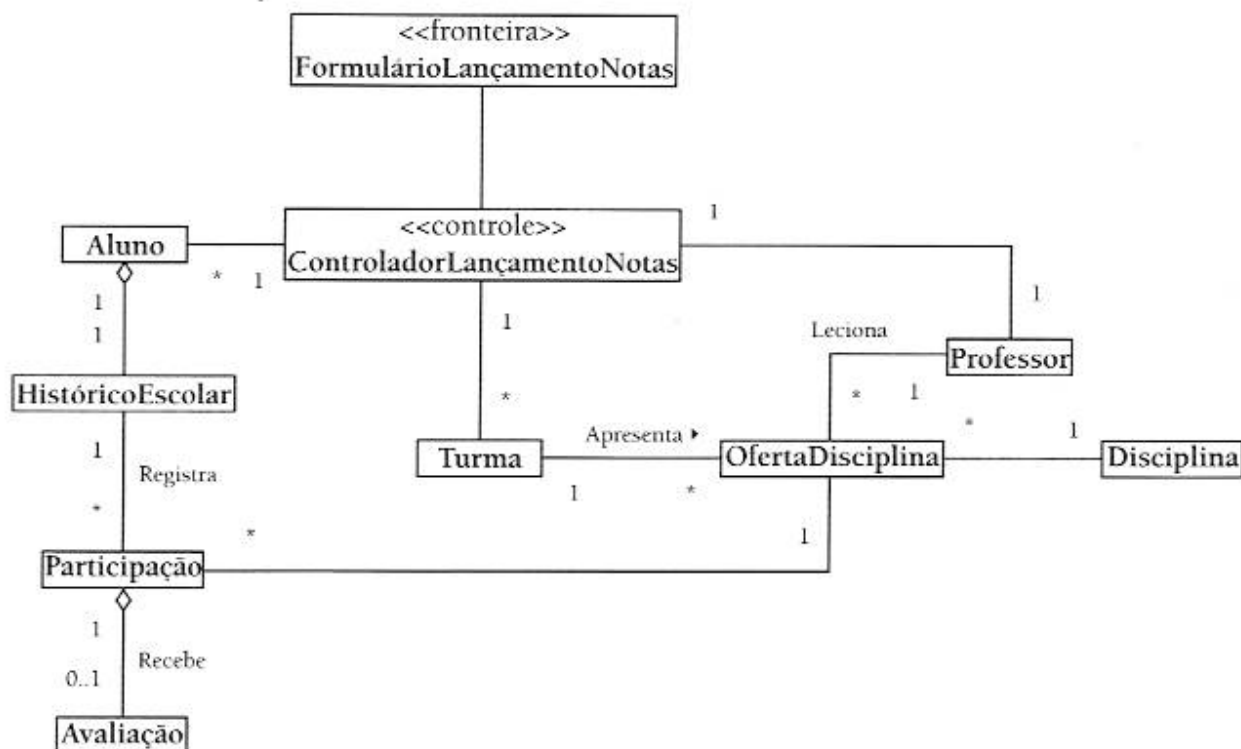 <<fronteira>>
FormulárioLançamentoNotas
<<controle>>
ControladorLançamentoNotas
1
Aluno
*
1
1
1
1
1
Leciona
Professor
HistóricoEscolar
*
1
*
1
*
1
Apresenta
Turma
OfertaDisciplina
Disciplina
Registra
1
*
*
*
1
Participação
1
Recebe
0..1
Avaliação